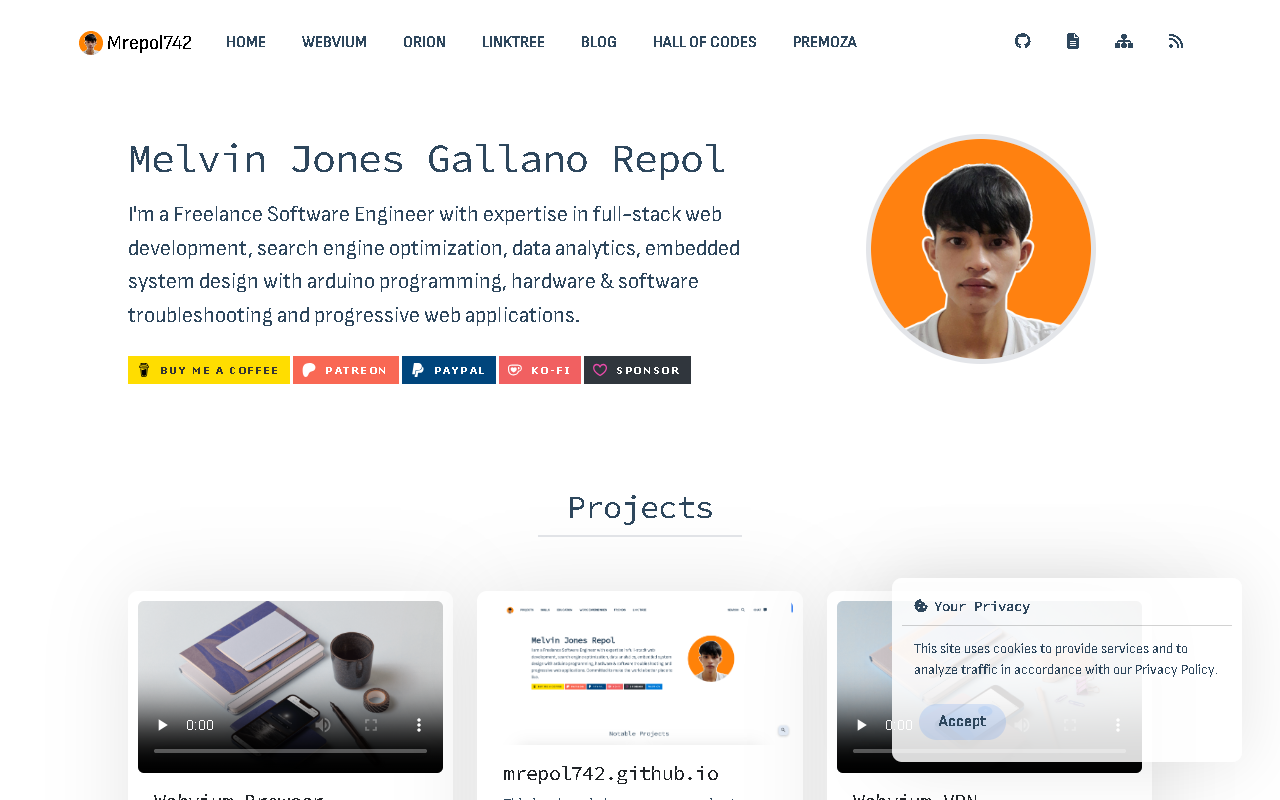 Mrepol742 HOME WEBVIUM ORION LINKTREE BLOG HALL OF CODES PREMOZA
Melvin Jones Gallano Repol
I'm a Freelance Software Engineer with expertise in full-stack web
development, search engine optimization, data analytics, embedded
system design with arduino programming, hardware & software
troubleshooting and progressive web applications.
BUY ME A COFFEE PATREON PAYPAL KO-FI SPONSOR
Projects
0:00
Melvin Jones Repol
Notable Projects
mrepol742.github.io
0:00
Webvium Browser
Webvium VPN
Your Privacy
This site uses cookies to provide services and to
analyze traffic in accordance with our Privacy Policy.
Accept